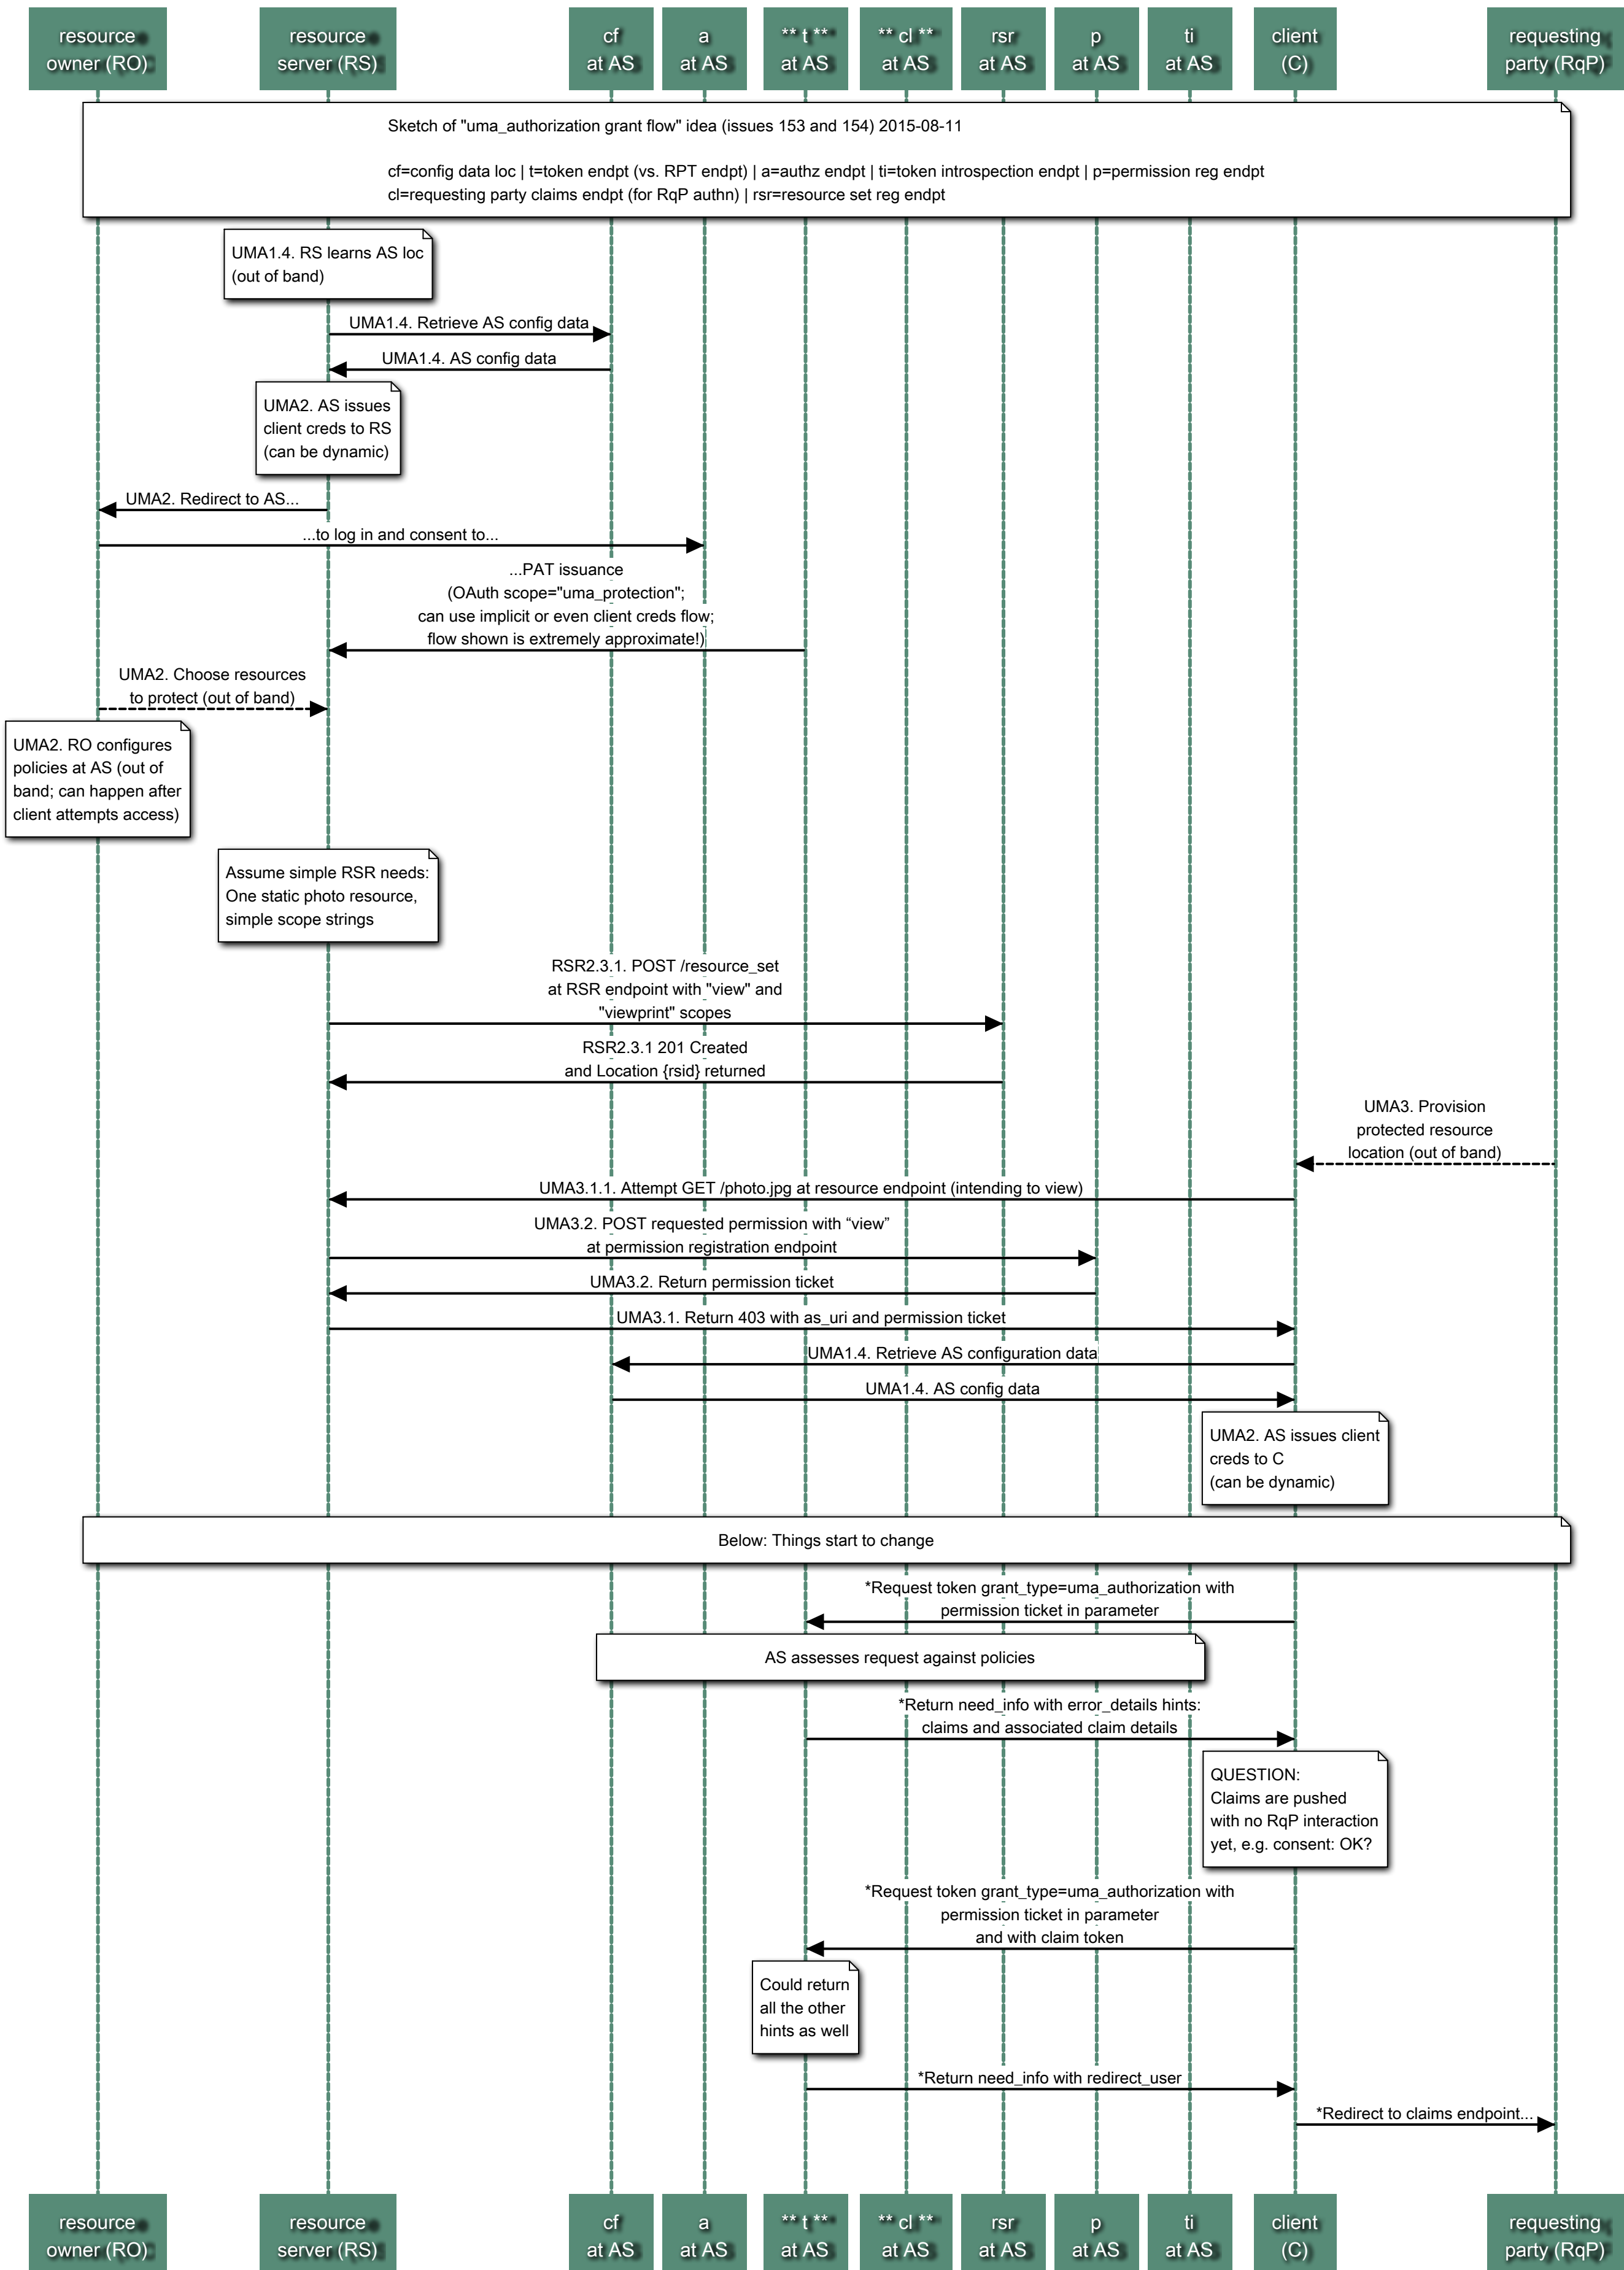 resource
owner (RO)
resource
server (RS)
cf
at AS
a
at AS
** t **
at AS
** cl **
at AS
rsr
at AS
p
at AS
ti
at AS
client
(C)
requesting
party (RqP)
Sketch of "uma_authorization grant flow" idea (issues 153 and 154) 2015-08-11
cf=config data loc | t=token endpt (vs. RPT endpt) | a=authz endpt | ti=token introspection endpt | p=permission reg endpt
cl=requesting party claims endpt (for RqP authn) | rsr=resource set reg endpt
UMA1.4. RS learns AS loc
(out of band)
UMA1.4. Retrieve AS config data
UMA1.4. AS config data
UMA2. AS issues
client creds to RS
(can be dynamic)
UMA2. Redirect to AS...
...to log in and consent to...
...PAT issuance
(OAuth scope="uma_protection";
can use implicit or even client creds flow;
flow shown is extremely approximate!)
UMA2. Choose resources
to protect (out of band)
UMA2. RO configures
policies at AS (out of
band; can happen after
client attempts access)
Assume simple RSR needs:
One static photo resource,
simple scope strings
RSR2.3.1. POST /resource_set
at RSR endpoint with "view" and
"viewprint" scopes
RSR2.3.1 201 Created
and Location {rsid} returned
UMA3. Provision
protected resource
location (out of band)
UMA3.1.1. Attempt GET /photo.jpg at resource endpoint (intending to view)
UMA3.2. POST requested permission with “view”
at permission registration endpoint
UMA3.2. Return permission ticket
UMA3.1. Return 403 with as_uri and permission ticket
UMA1.4. Retrieve AS configuration data
UMA1.4. AS config data
UMA2. AS issues client
creds to C
(can be dynamic)
Below: Things start to change
*Request token grant_type=uma_authorization with
permission ticket in parameter
AS assesses request against policies
*Return need_info with error_details hints:
claims and associated claim details
QUESTION:
Claims are pushed
with no RqP interaction
yet, e.g. consent: OK?
*Request token grant_type=uma_authorization with
permission ticket in parameter
and with claim token
Could return
all the other
hints as well
*Return need_info with redirect_user
*Redirect to claims endpoint...
resource
owner (RO)
resource
server (RS)
cf
at AS
a
at AS
** t **
at AS
** cl **
at AS
rsr
at AS
p
at AS
ti
at AS
client
(C)
requesting
party (RqP)